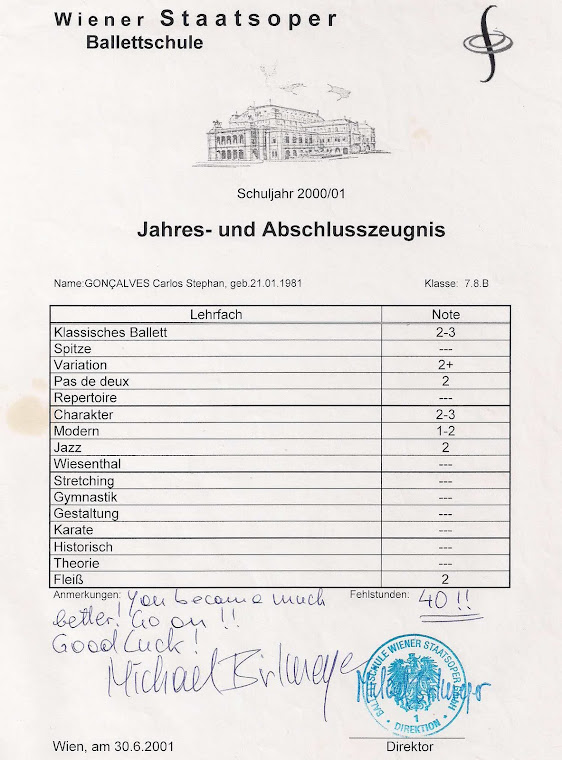 Wiener Staatsoper
Ballettschule
Schuljahr 2000/01
Jahres- und Abschlusszeugnis
Name:GONÇALVES Carlos Stephan, geb.21.01.1981 Klasse: 7.8.B
Lehrfach Note
Klassisches Ballett 2-3
Spitze ---
Variation 2+
Pas de deux 2
Repertoire ---
Charakter 2-3
Modern 1-2
Jazz 2
Wiesenthal ---
Stretching ---
Gymnastik ---
Gestaltung ---
Karate ---
Historisch ---
Theorie ---
Fleiß 2
Anmerkungen: You became much Fehlstunden: 40!!
better! Go on!!
Good Luck!
Michael Birkmeyer
BALLETTSCHULE WIENER STAATSOPER
1
• DIREKTION •
Wien, am 30.6.2001 Direktor